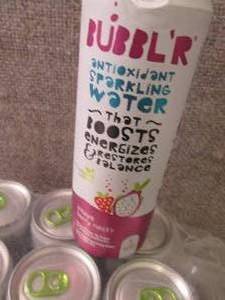 BUBBL'R
ANTIOXIDANT
SPARKLING
WATER
THAT
BOOSTS
ENERGIZES
& RESTORES
BALANCE